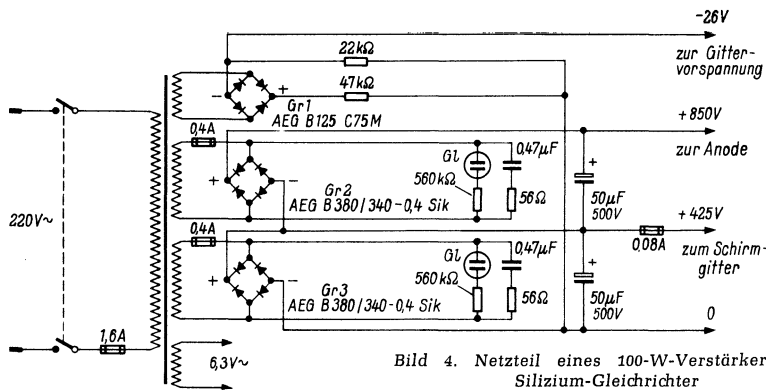 -26V
22kΩ
zur Gitter-
vorspannung
47kΩ
- +
Gr1
AEG B125 C75M
+850V
zur Anode
0,4A
Gl
0,47µF
+ -
560kΩ
56Ω
Gr2
AEG B380/340-0,4 Sik
+
50µF
500V
220V~
+425V
0,08A
zum Schirm-
gitter
0,4A
Gl
0,47µF
+ -
560kΩ
56Ω
Gr3
AEG B380/340-0,4 Sik
+
50µF
500V
0
1,6A
6,3V~
Bild 4. Netzteil eines 100-W-Verstärker
Silizium-Gleichrichter